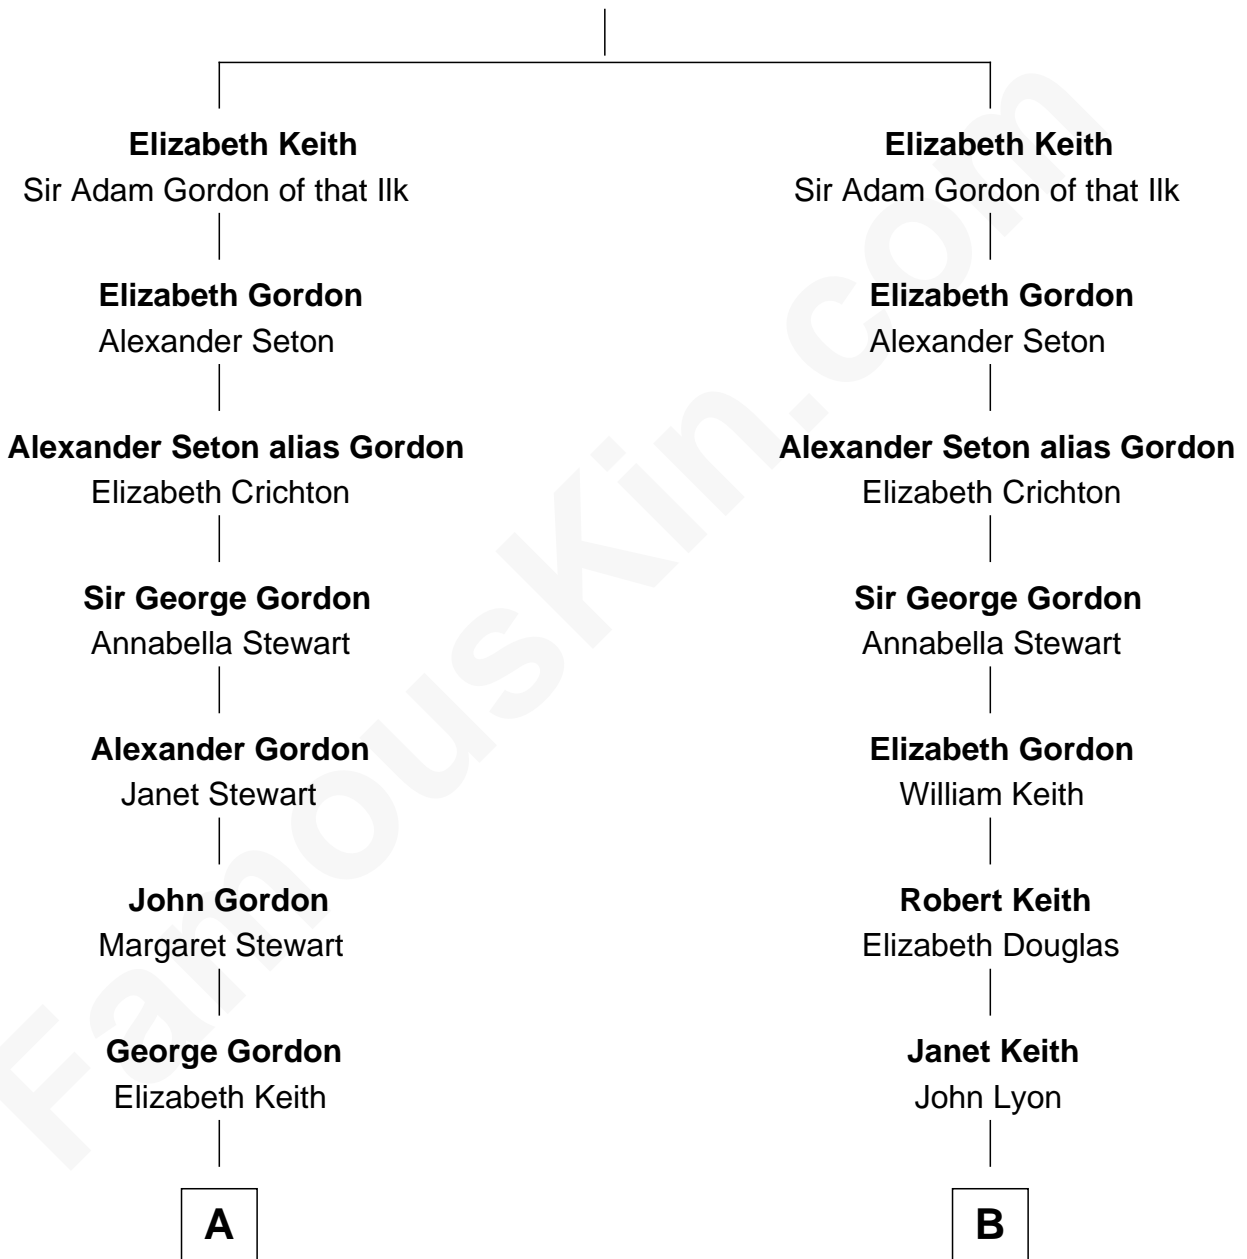 Elizabeth Keith
Sir Adam Gordon of that Ilk
Elizabeth Gordon
Alexander Seton
Alexander Seton alias Gordon
Elizabeth Crichton
Sir George Gordon
Annabella Stewart
Alexander Gordon
Janet Stewart
John Gordon
Margaret Stewart
George Gordon
Elizabeth Keith
A
Elizabeth Keith
Sir Adam Gordon of that Ilk
Elizabeth Gordon
Alexander Seton
Alexander Seton alias Gordon
Elizabeth Crichton
Sir George Gordon
Annabella Stewart
Elizabeth Gordon
William Keith
Robert Keith
Elizabeth Douglas
Janet Keith
John Lyon
B
FamousKin.com